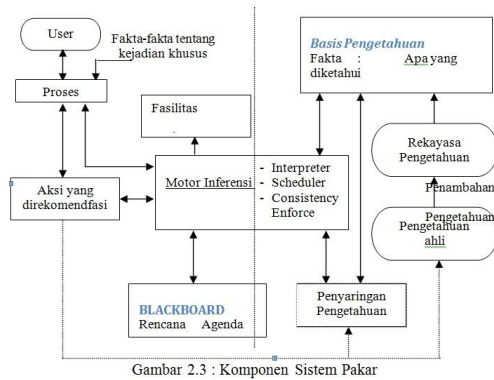 User
Fakta-fakta tentang
kejadian khusus
Proses
Fasilitas
Aksi yang
direkomendfasi
Motor Inferensi
- Interpreter
- Scheduler
- Consistency
Enforce
BLACKBOARD
Rencana Agenda
Basis Pengetahuan
Fakta : Apa yang
diketahui
Rekayasa
Pengetahuan
Penambahan
Pengetahuan
Pengetahuan
ahli
Penyaringan
Pengetahuan
Gambar 2.3 : Komponen Sistem Pakar